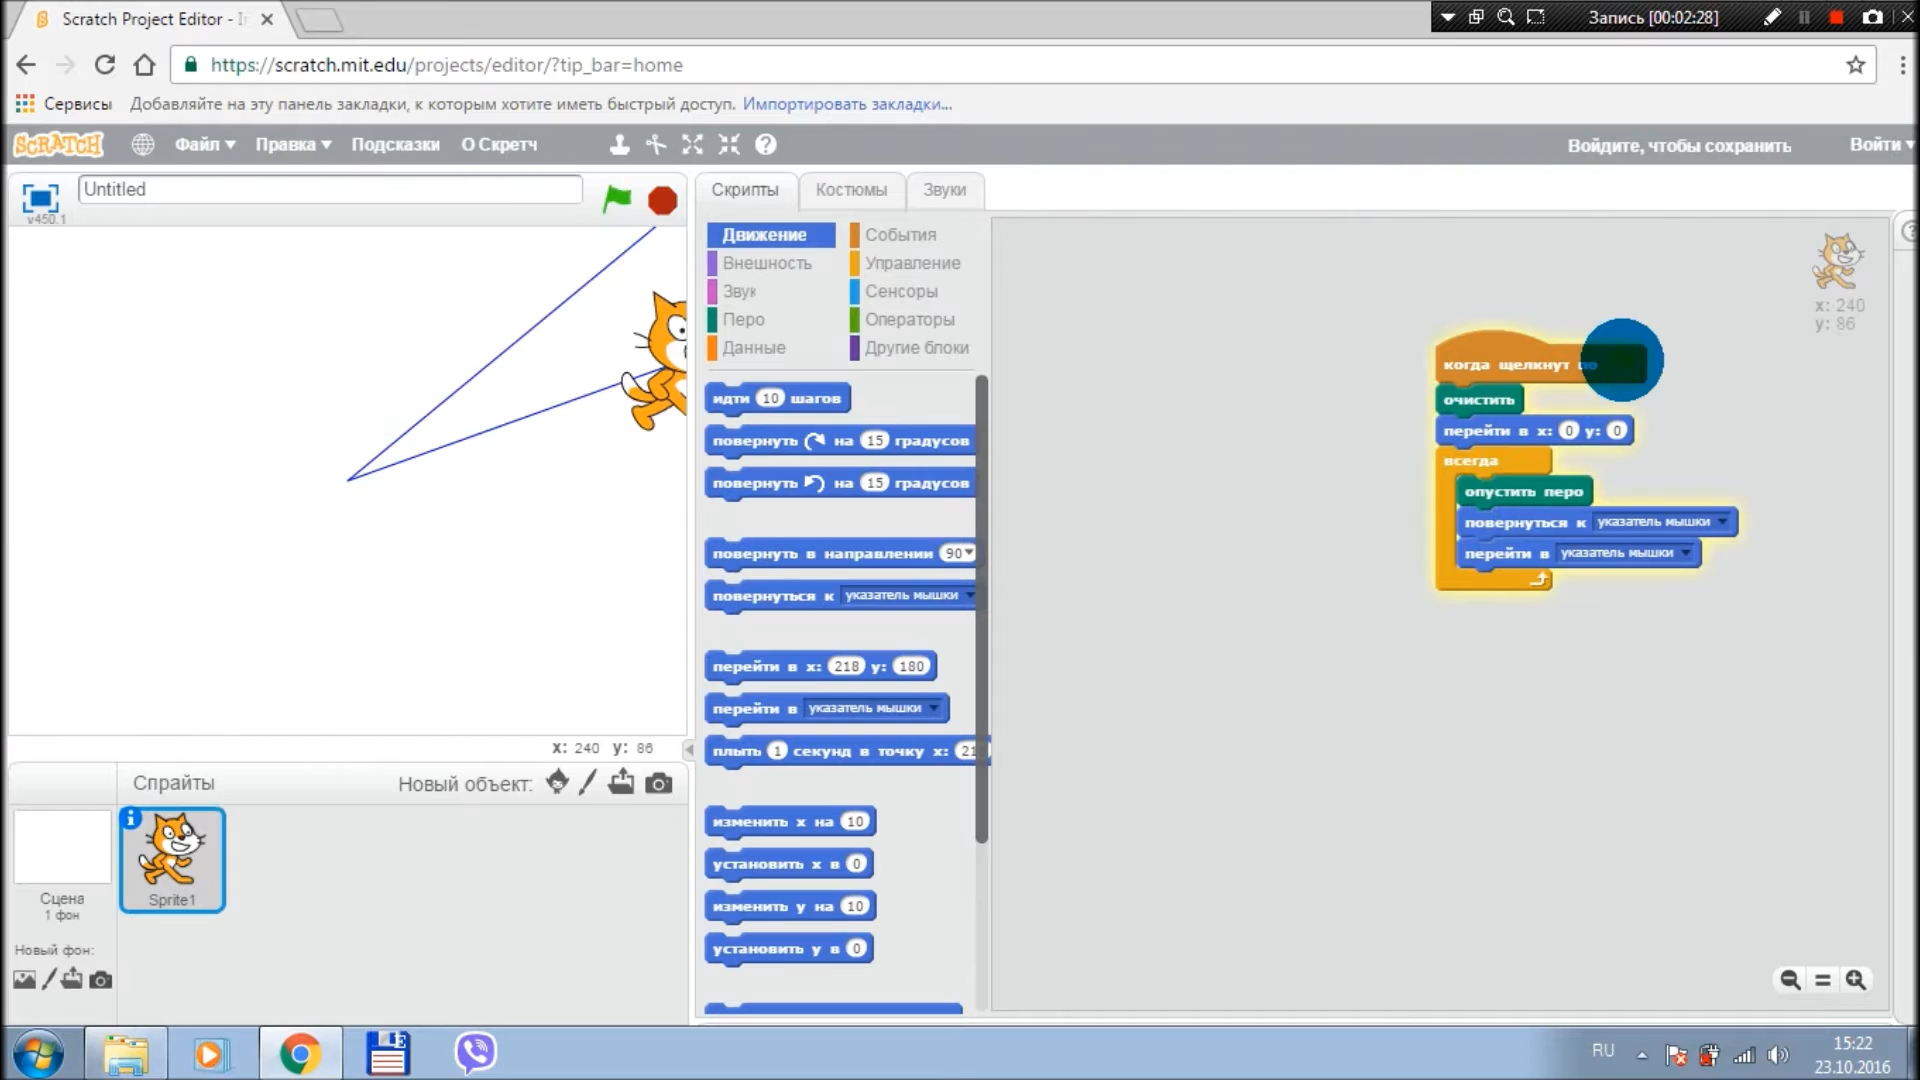 Scratch Project Editor - I
Запись [00:02:28]
https://scratch.mit.edu/projects/editor/?tip_bar=home
Сервисы Добавляйте на эту панель закладки, к которым хотите иметь быстрый доступ. Импортировать закладки...
SCRATCH Файл Правка Подсказки О Скретч Войдите, чтобы сохранить Войти
Untitled
v450.1
Скрипты Костюмы Звуки
Движение События
Внешность Управление
Звук Сенсоры
Перо Операторы
Данные Другие блоки
идти 10 шагов
повернуть на 15 градусов
повернуть на 15 градусов
повернуть в направлении 90
повернуться к указатель мышки
перейти в x: 218 y: 180
перейти в указатель мышки
плыть 1 секунд в точку x: 21
изменить x на 10
установить x в 0
изменить y на 10
установить y в 0
x: 240
y: 86
когда щелкнут по
очистить
перейти в x: 0 y: 0
всегда
опустить перо
повернуться к указатель мышки
перейти в указатель мышки
x: 240 y: 86
Спрайты Новый объект:
Sprite1
Сцена
1 фон
Новый фон:
RU
15:22
23.10.2016